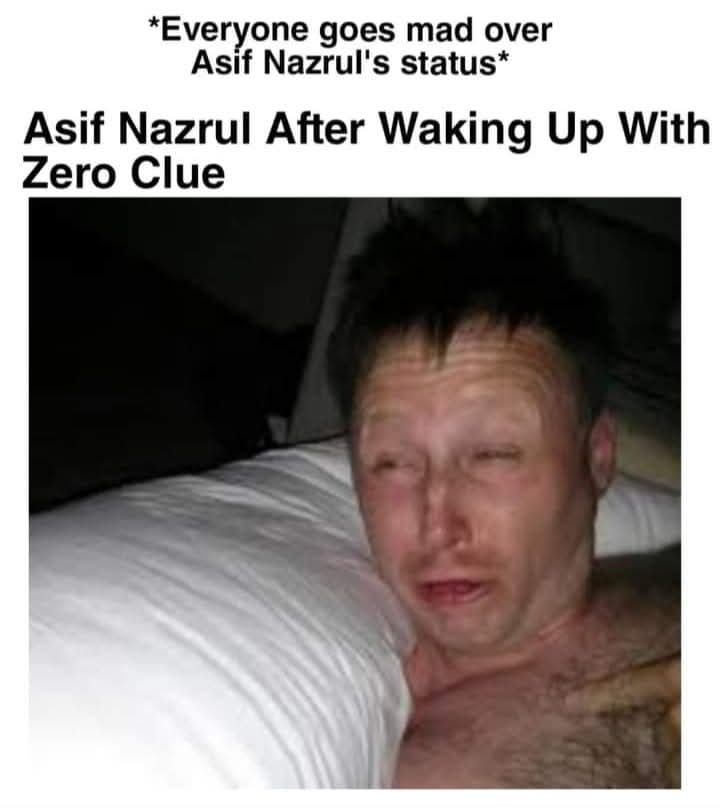 *Everyone goes mad over
Asif Nazrul's status*
Asif Nazrul After Waking Up With
Zero Clue